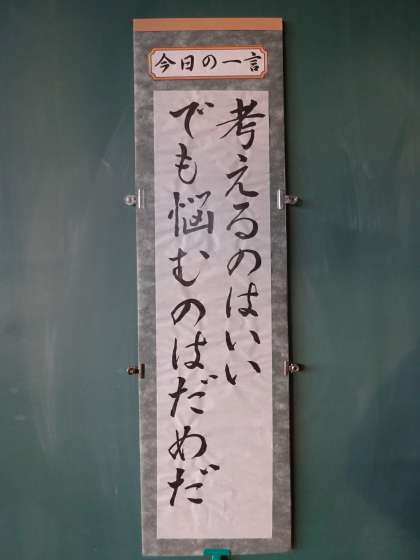 今日の一言
考えるのはいい
でも悩むのはだめだ